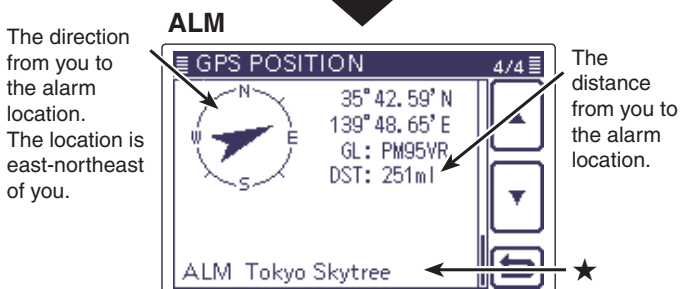 ALM
The direction
from you to
the alarm
location.
The location is
east-northeast
of you.
GPS POSITION
4/4
N
W
E
S
35°42.59'N
139°48.65'E
GL: PM95VR
DST: 251ml
ALM Tokyo Skytree
The
distance
from you to
the alarm
location.
★